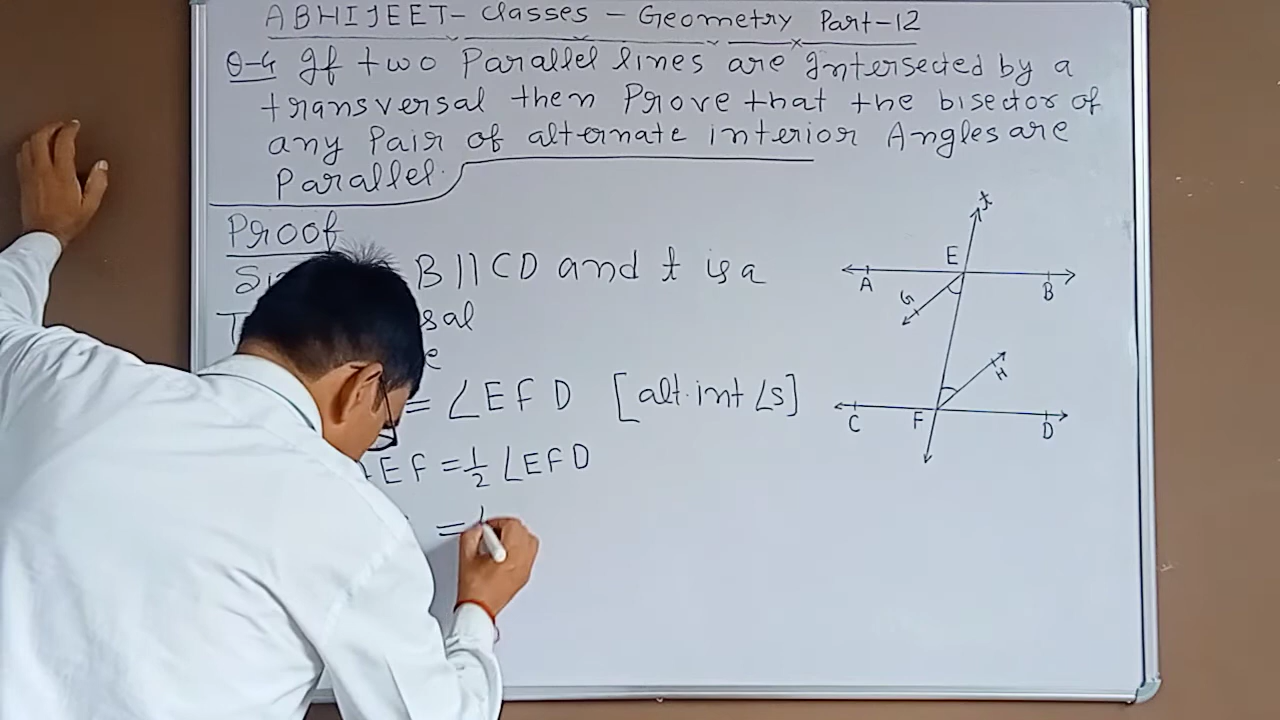 ABHIJEET- Classes - Geometry Part-12
Q-4 If two Parallel lines are Intersected by a
transversal then Prove that the bisector of
any Pair of alternate interior Angles are
Parallel.
Proof
B || CD and t is a
= ∠EFD [alt. int ∠s]
EF = 1/2 ∠EFD
=
t
E
A
B
G
H
C
F
D